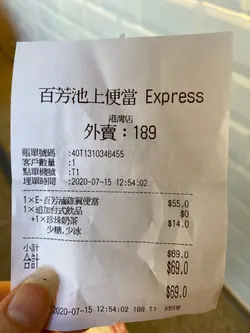 百芳池上便當 Express
港灣店
外賣：189
賬單號碼 :40T1310346455
客戶數量 :1
點單機號 :T1
埋單時間 :2020-07-15 12:54:02
1×E-百芳滷雞翼便當 $55.0
1×追加台式飲品 $0
+1×珍珠奶茶 $14.0
少糖,少冰
小計 $69.0
合計 $69.0
$69.0
2020-07-15 12:54:02 189 T1